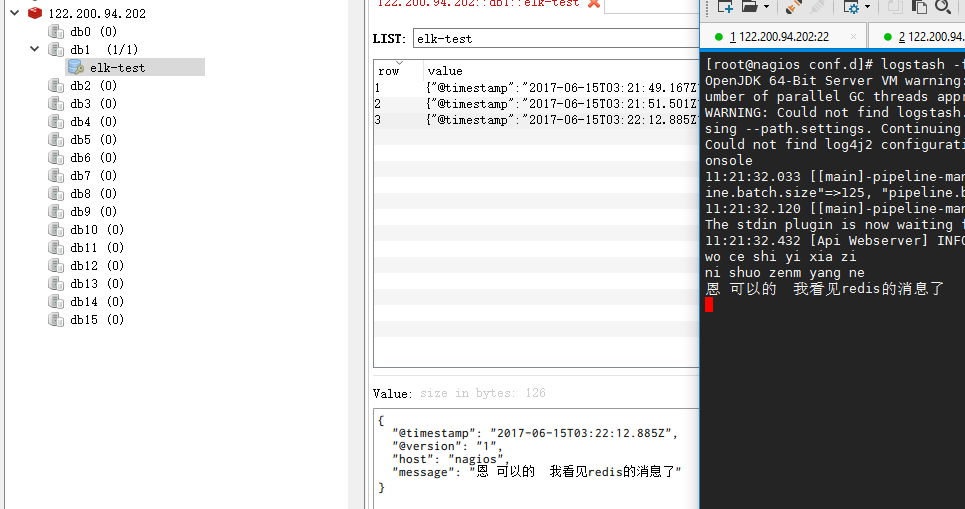 122.200.94.202
db0 (0)
db1 (1/1)
elk-test
db2 (0)
db3 (0)
db4 (0)
db5 (0)
db6 (0)
db7 (0)
db8 (0)
db9 (0)
db10 (0)
db11 (0)
db12 (0)
db13 (0)
db14 (0)
db15 (0)
122.200.94.202::db1::elk-test
LIST: elk-test
row value
1 {"@timestamp":"2017-06-15T03:21:49.167Z"
2 {"@timestamp":"2017-06-15T03:21:51.501Z"
3 {"@timestamp":"2017-06-15T03:22:12.885Z"
Value: size in bytes: 126
{
"@timestamp": "2017-06-15T03:22:12.885Z",
"@version": "1",
"host": "nagios",
"message": "恩 可以的  我看见redis的消息了"
}
1 122.200.94.202:22
2 122.200.94.
[root@nagios conf.d]# logstash -f
OpenJDK 64-Bit Server VM warning:
umber of parallel GC threads appr
WARNING: Could not find logstash.
sing --path.settings. Continuing
Could not find log4j2 configurati
onsole
11:21:32.033 [[main]-pipeline-man
ine.batch.size"=>125, "pipeline.b
11:21:32.120 [[main]-pipeline-man
The stdin plugin is now waiting f
11:21:32.432 [Api Webserver] INFO
wo ce shi yi xia zi
ni shuo zenm yang ne
恩 可以的  我看见redis的消息了